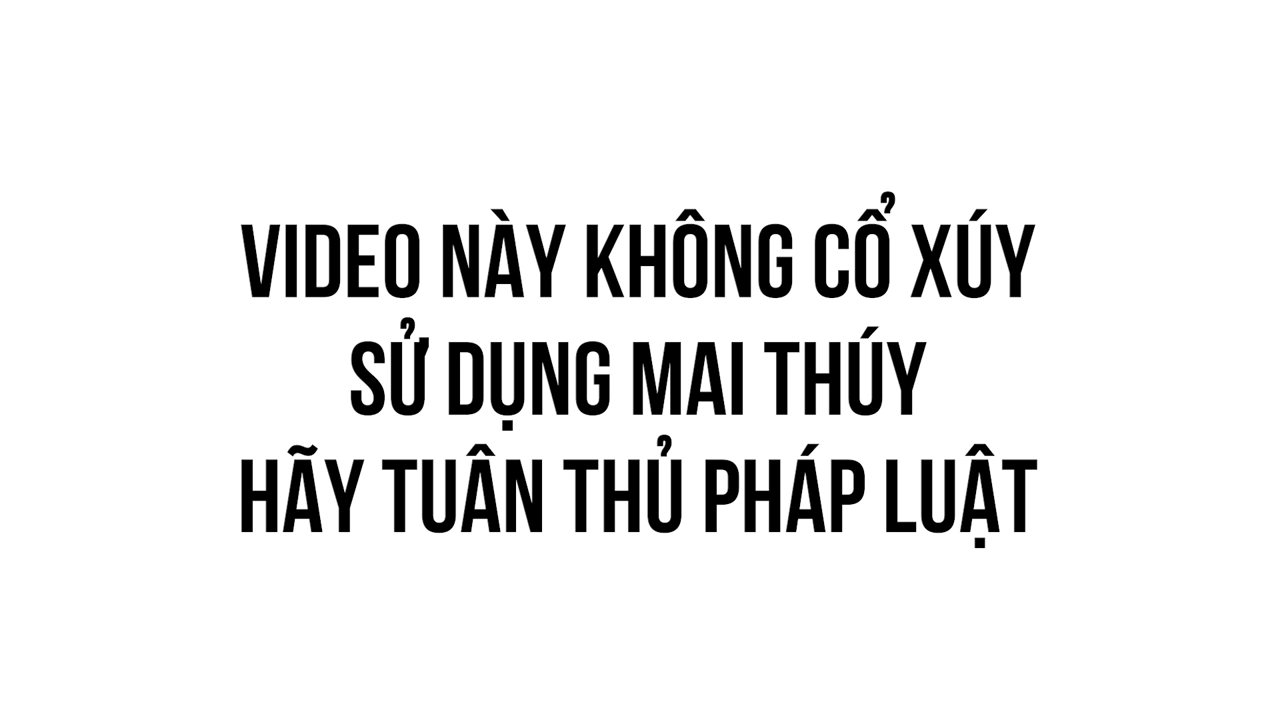 VIDEO NÀY KHÔNG CỔ XÚY
SỬ DỤNG MAI THÚY
HÃY TUÂN THỦ PHÁP LUẬT